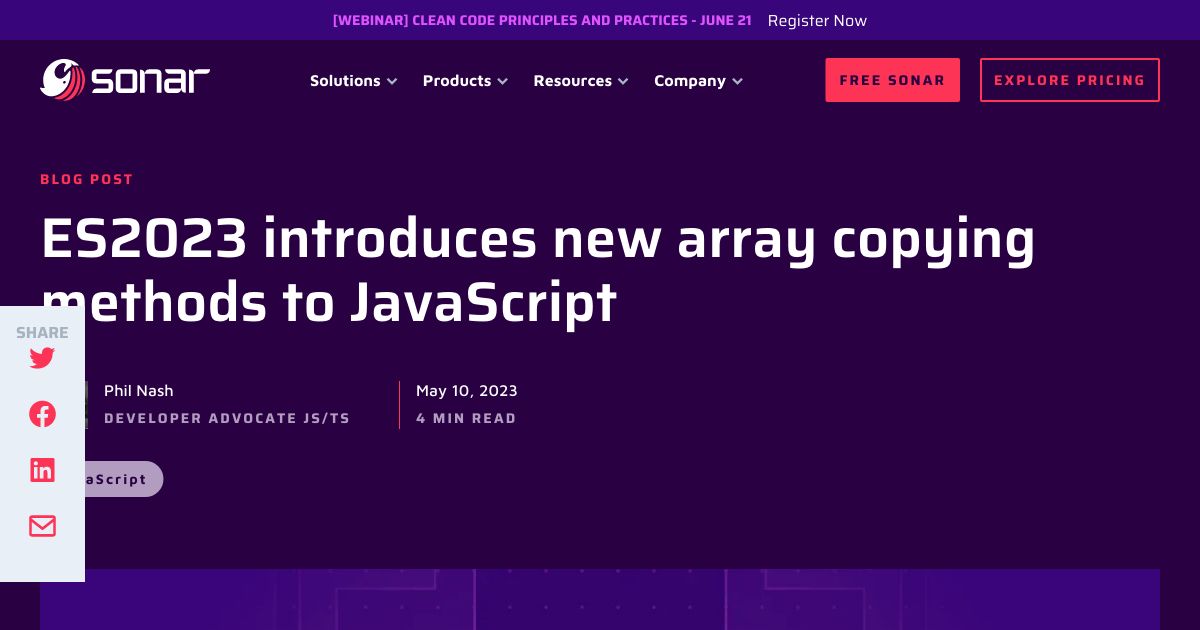 [WEBINAR] CLEAN CODE PRINCIPLES AND PRACTICES - JUNE 21 Register Now
sonar Solutions Products Resources Company FREE SONAR EXPLORE PRICING
BLOG POST
ES2023 introduces new array copying
methods to JavaScript
SHARE
Phil Nash May 10, 2023
DEVELOPER ADVOCATE JS/TS 4 MIN READ
aScript